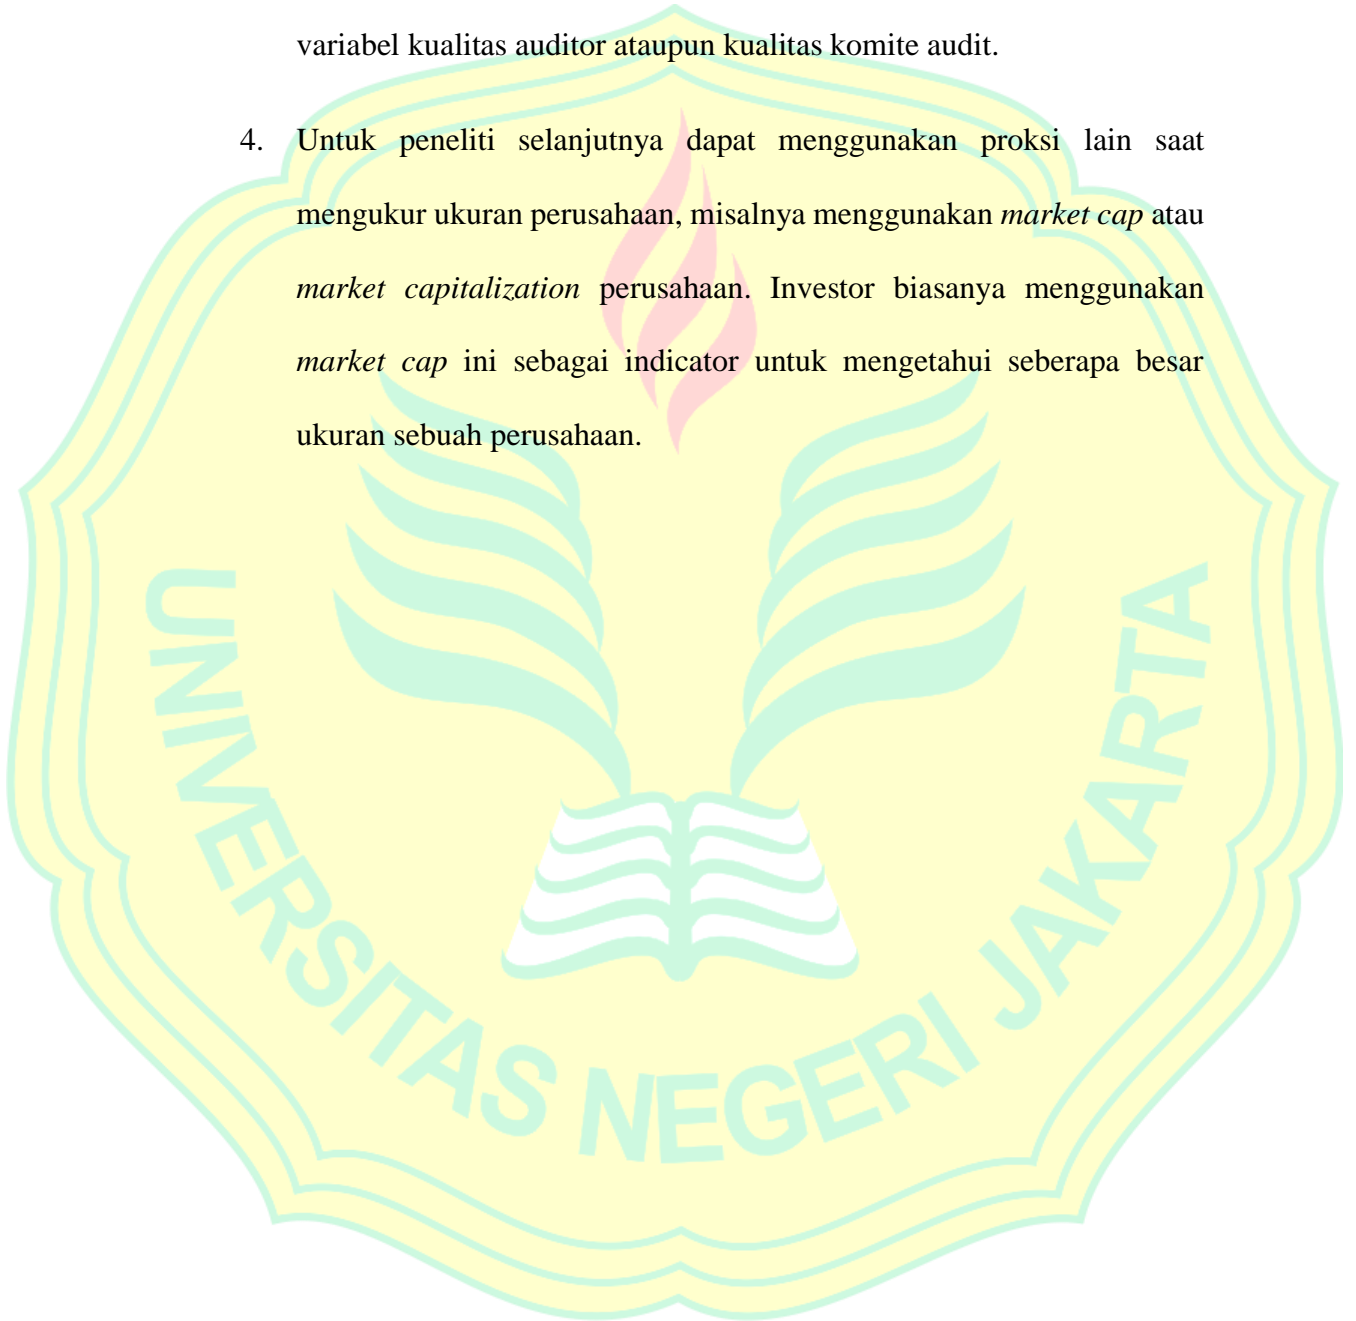 variabel kualitas auditor ataupun kualitas komite audit.
4. Untuk peneliti selanjutnya dapat menggunakan proksi lain saat
mengukur ukuran perusahaan, misalnya menggunakan market cap atau
market capitalization perusahaan. Investor biasanya menggunakan
market cap ini sebagai indicator untuk mengetahui seberapa besar
ukuran sebuah perusahaan.
UNIVERSITAS NEGERI JAKARTA